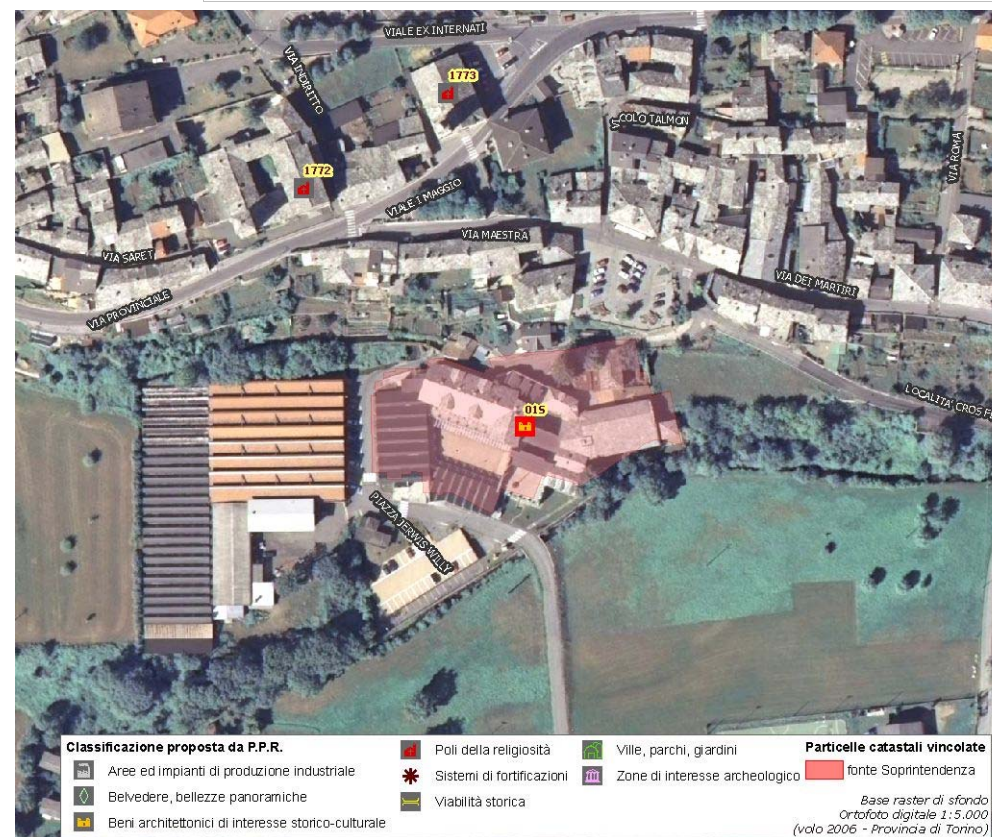 VIALE EX INTERNATI
VIA INDIRITTO
1773
VICOLO TALMON
VIA ROMA
1772
VIALE I MAGGIO
VIA MAESTRA
VIA SARET
VIA DEI MARTIRI
VIA PROVINCIALE
LOCALITA' CROS
01S
PIAZZA JERWIS WILLY
Classificazione proposta da P.P.R.
Aree ed impianti di produzione industriale
Belvedere, bellezze panoramiche
Beni architettonici di interesse storico-culturale
Poli della religiosità
Sistemi di fortificazioni
Viabilità storica
Ville, parchi, giardini
Zone di interesse archeologico
Particelle catastali vincolate
fonte Soprintendenza
Base raster di sfondo
Ortofoto digitale 1:5.000
(volo 2006 - Provincia di Torino)